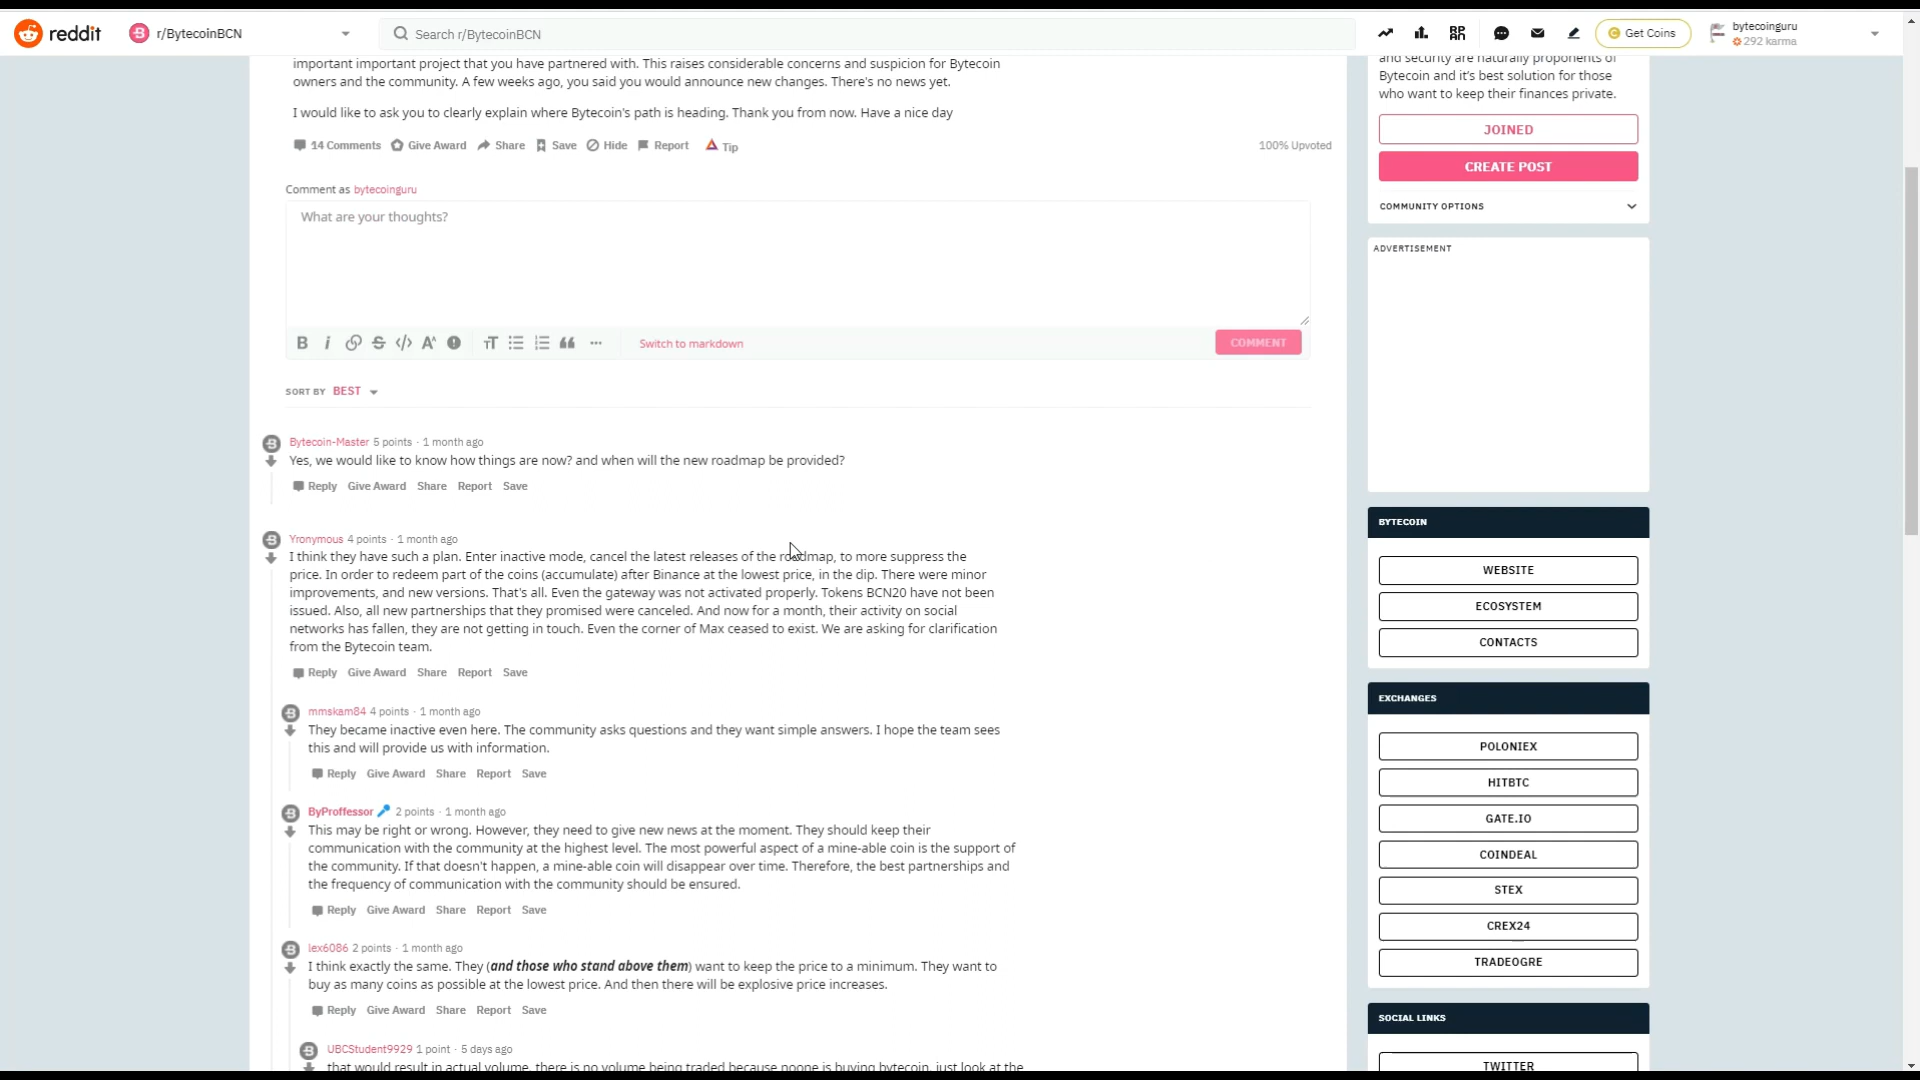 reddit
r/BytecoinBCN
Search r/BytecoinBCN
Get Coins
bytecoinguru
292 karma
important important project that you have partnered with. This raises considerable concerns and suspicion for Bytecoin
owners and the community. A few weeks ago, you said you would announce new changes. There's no news yet.
I would like to ask you to clearly explain where Bytecoin's path is heading. Thank you from now. Have a nice day
14 Comments Give Award Share Save Hide Report Tip
100% Upvoted
Comment as bytecoinguru
What are your thoughts?
Switch to markdown
COMMENT
SORT BY BEST
Bytecoin-Master 5 points · 1 month ago
Yes, we would like to know how things are now? and when will the new roadmap be provided?
Reply Give Award Share Report Save
Yronymous 4 points · 1 month ago
I think they have such a plan. Enter inactive mode, cancel the latest releases of the roadmap, to more suppress the
price. In order to redeem part of the coins (accumulate) after Binance at the lowest price, in the dip. There were minor
improvements, and new versions. That's all. Even the gateway was not activated properly. Tokens BCN20 have not been
issued. Also, all new partnerships that they promised were canceled. And now for a month, their activity on social
networks has fallen, they are not getting in touch. Even the corner of Max ceased to exist. We are asking for clarification
from the Bytecoin team.
Reply Give Award Share Report Save
mmskam84 4 points · 1 month ago
They became inactive even here. The community asks questions and they want simple answers. I hope the team sees
this and will provide us with information.
Reply Give Award Share Report Save
ByProffessor 2 points · 1 month ago
This may be right or wrong. However, they need to give new news at the moment. They should keep their
communication with the community at the highest level. The most powerful aspect of a mine-able coin is the support of
the community. If that doesn't happen, a mine-able coin will disappear over time. Therefore, the best partnerships and
the frequency of communication with the community should be ensured.
Reply Give Award Share Report Save
lex6086 2 points · 1 month ago
I think exactly the same. They (and those who stand above them) want to keep the price to a minimum. They want to
buy as many coins as possible at the lowest price. And then there will be explosive price increases.
Reply Give Award Share Report Save
UBCStudent9929 1 point · 5 days ago
that would result in actual volume, there is no volume being traded because noone is buying bytecoin, just look at the
and security are naturally proponents of
Bytecoin and it's best solution for those
who want to keep their finances private.
JOINED
CREATE POST
COMMUNITY OPTIONS
ADVERTISEMENT
BYTECOIN
WEBSITE
ECOSYSTEM
CONTACTS
EXCHANGES
POLONIEX
HITBTC
GATE.IO
COINDEAL
STEX
CREX24
TRADEOGRE
SOCIAL LINKS
TWITTER